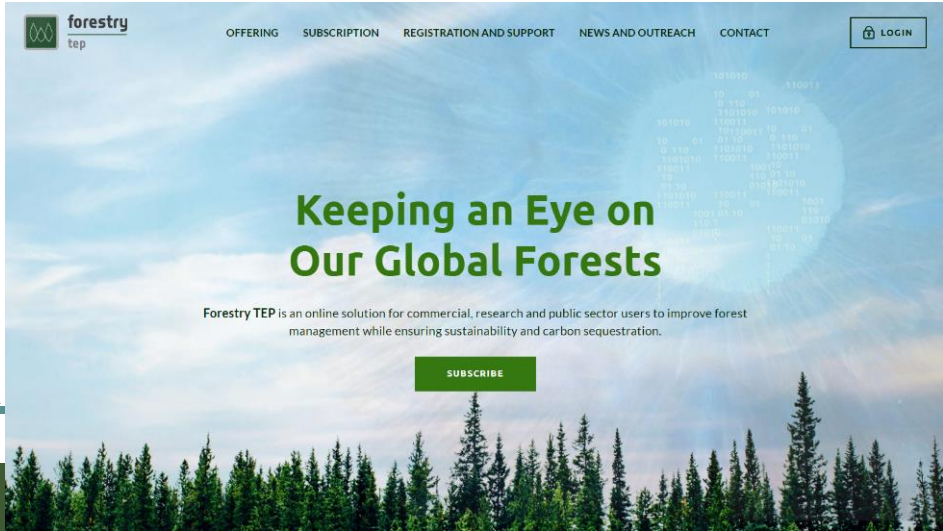 forestry
tep
OFFERING
SUBSCRIPTION
REGISTRATION AND SUPPORT
NEWS AND OUTREACH
CONTACT
LOGIN
Keeping an Eye on
Our Global Forests
Forestry TEP is an online solution for commercial, research and public sector users to improve forest
management while ensuring sustainability and carbon sequestration.
SUBSCRIBE